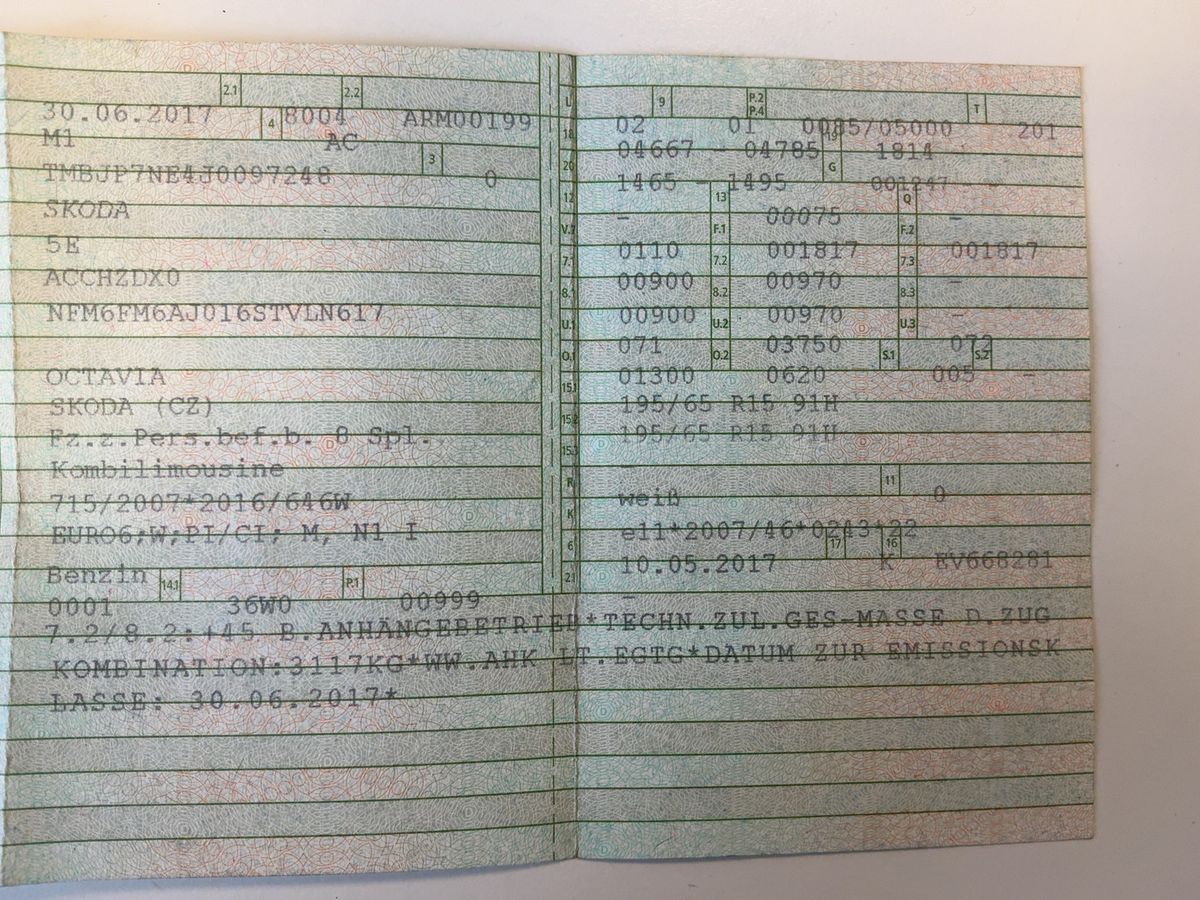 2.1 2.2
30.06.2017 4 8004 ARM00199
M1 AC
3
TMBJP7NE4J0097248 0
SKODA
5E
ACCHZDX0
NFM6FM6AJ016STVLN617
OCTAVIA
SKODA (CZ)
Fz.z.Pers.bef.b. 8 Spl.
Kombilimousine
715/2007*2016/646W
EURO6;W;PI/CI; M, N1 I
Benzin 14.1 P.1
0001 36W0 00999
L 9 P.2 P.4 T
02 01 0085/05000 201
18 19
04667 - 04785 1814
20 G
1465 - 1495 001247 - -
12 13 Q
- 00075 -
V.7 F.1 F.2
0110 001817 001817
7.1 7.2 7.3
00900 00970 -
8.1 8.2 8.3
00900 00970 -
U.1 U.2 U.3
071 03750 072
O.1 O.2 S.1 S.2
01300 0620 005 -
15.1
195/65 R15 91H
15.2
195/65 R15 91H
15.3
-
R 11
weiß 0
K
e11*2007/46*0243*22
6 17 16
10.05.2017 K EV668281
21
-
7.2/8.2:+45 B.ANHÄNGEBETRIEB*TECHN.ZUL.GES-MASSE D.ZUG
KOMBINATION:3117KG*WW.AHK LT.EGTG*DATUM ZUR EMISSIONSK
LASSE: 30.06.2017*